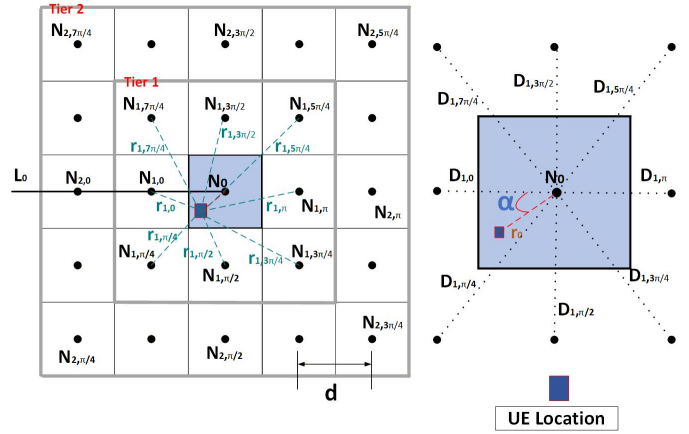 Tier 2
N2,7π/4
N2,3π/2
N2,5π/4
Tier 1
N1,7π/4
N1,3π/2
N1,5π/4
r1,7π/4
r1,3π/2
r1,5π/4
L0
N2,0
N1,0
N0
r1,0
r1,π
N1,π
N2,π
r1,π/4
r1,π/2
r1,3π/4
N1,π/4
N1,π/2
N1,3π/4
N2,π/4
N2,π/2
N2,3π/4
d
D1,7π/4
D1,3π/2
D1,5π/4
D1,0
N0
D1,π
α
r0
D1,π/4
D1,π/2
D1,3π/4
UE Location